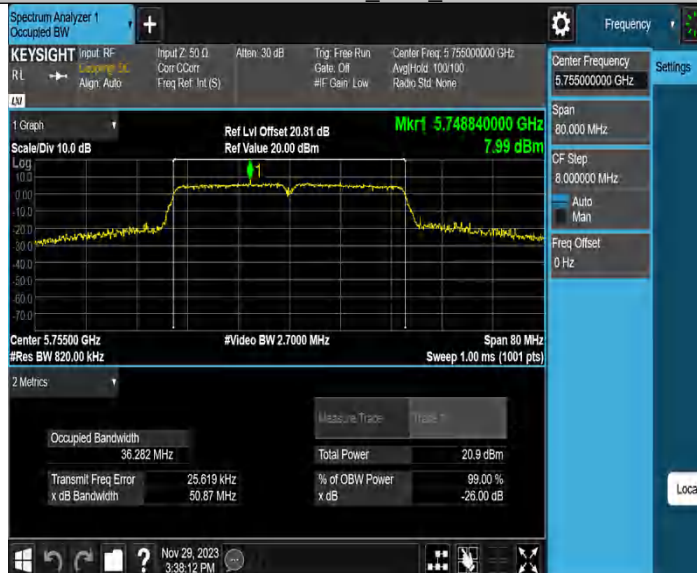 Spectrum Analyzer 1
Occupied BW
Frequency
KEYSIGHT
Input: RF
Coupling: DC
Align: Auto
Input Z: 50 Ω
Corr CCorr
Freq Ref: Int (S)
Atten: 30 dB
Trig: Free Run
Gate: Off
#IF Gain: Low
Center Freq: 5.755000000 GHz
Avg|Hold: 100/100
Radio Std: None
RL
LXI
Center Frequency
5.755000000 GHz
Settings
Span
80.000 MHz
CF Step
8.000000 MHz
Auto
Man
Freq Offset
0 Hz
1 Graph
Scale/Div 10.0 dB
Ref Lvl Offset 20.81 dB
Ref Value 20.00 dBm
Mkr1 5.748840000 GHz
7.99 dBm
Log
10.0
0.00
-10.0
-20.0
-30.0
-40.0
-50.0
-60.0
-70.0
1
Center 5.75500 GHz
#Res BW 820.00 kHz
#Video BW 2.7000 MHz
Span 80 MHz
Sweep 1.00 ms (1001 pts)
2 Metrics
Measure Trace
Trace 1
Occupied Bandwidth
36.282 MHz
Total Power
20.9 dBm
Transmit Freq Error
25.619 kHz
% of OBW Power
99.00 %
x dB Bandwidth
50.87 MHz
x dB
-26.00 dB
Loca
Nov 29, 2023
3:38:12 PM